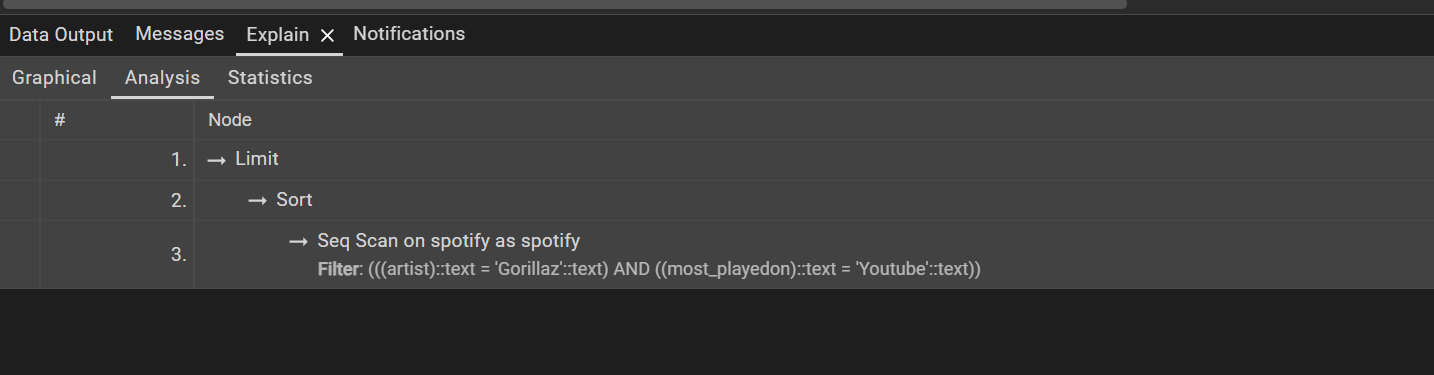 Data Output Messages Explain Notifications
Graphical Analysis Statistics
# Node
1. → Limit
2. → Sort
3. → Seq Scan on spotify as spotify
Filter: (((artist)::text = 'Gorillaz'::text) AND ((most_playedon)::text = 'Youtube'::text))